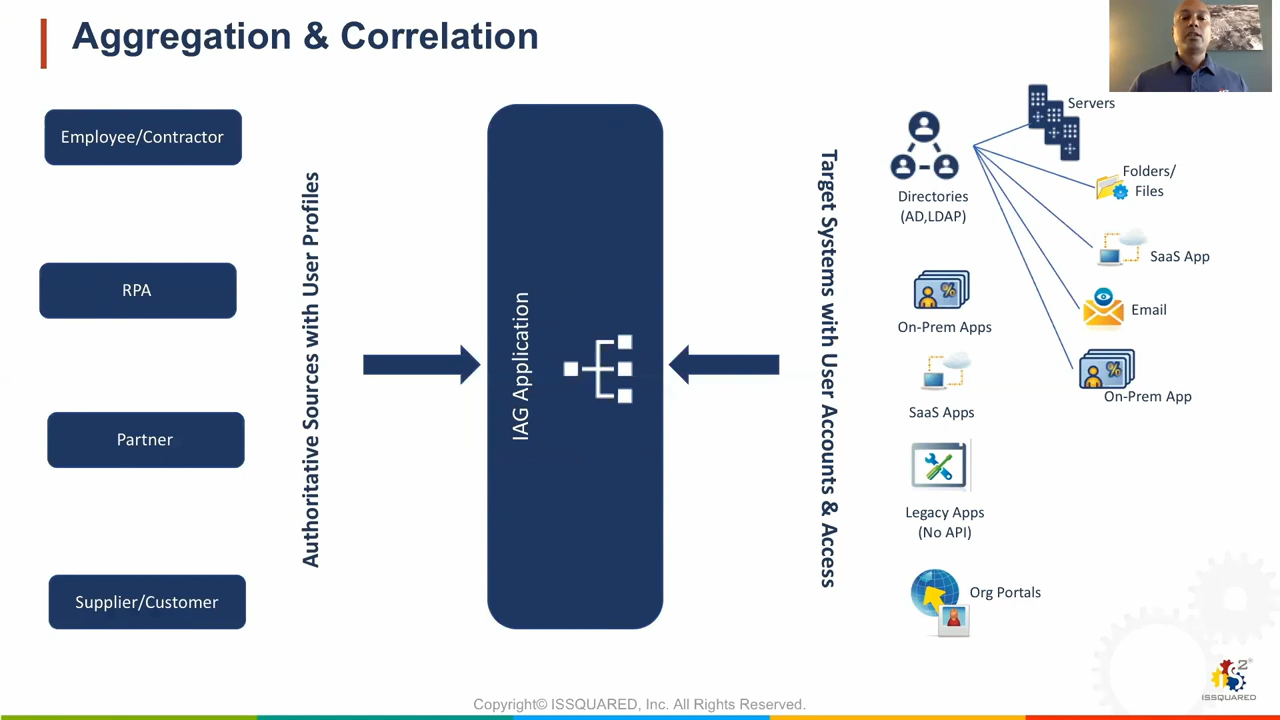 Aggregation & Correlation
Employee/Contractor
RPA
Partner
Supplier/Customer
Authoritative Sources with User Profiles
IAG Application
Target Systems with User Accounts & Access
Directories
(AD,LDAP)
On-Prem Apps
SaaS Apps
Legacy Apps
(No API)
Org Portals
Servers
Folders/
Files
SaaS App
Email
On-Prem App
Copyright© ISSQUARED, Inc. All Rights Reserved.
2®
ISSQUARED